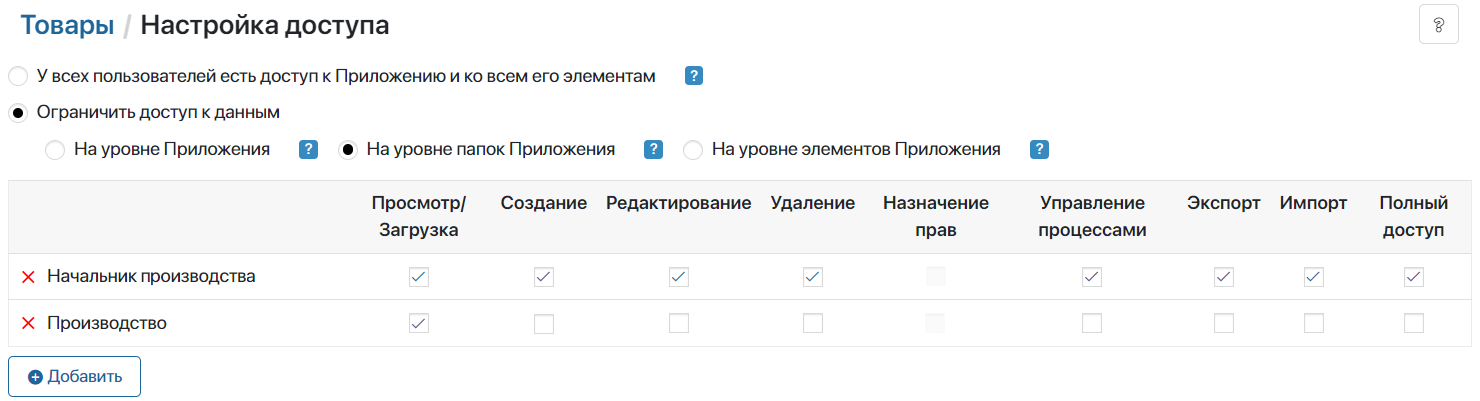 Товары / Настройка доступа
?
У всех пользователей есть доступ к Приложению и ко всем его элементам ?
Ограничить доступ к данным
На уровне Приложения ? На уровне папок Приложения ? На уровне элементов Приложения ?
Просмотр/ Создание Редактирование Удаление Назначение Управление Экспорт Импорт Полный
Загрузка прав процессами доступ
Начальник производства
Производство
Добавить